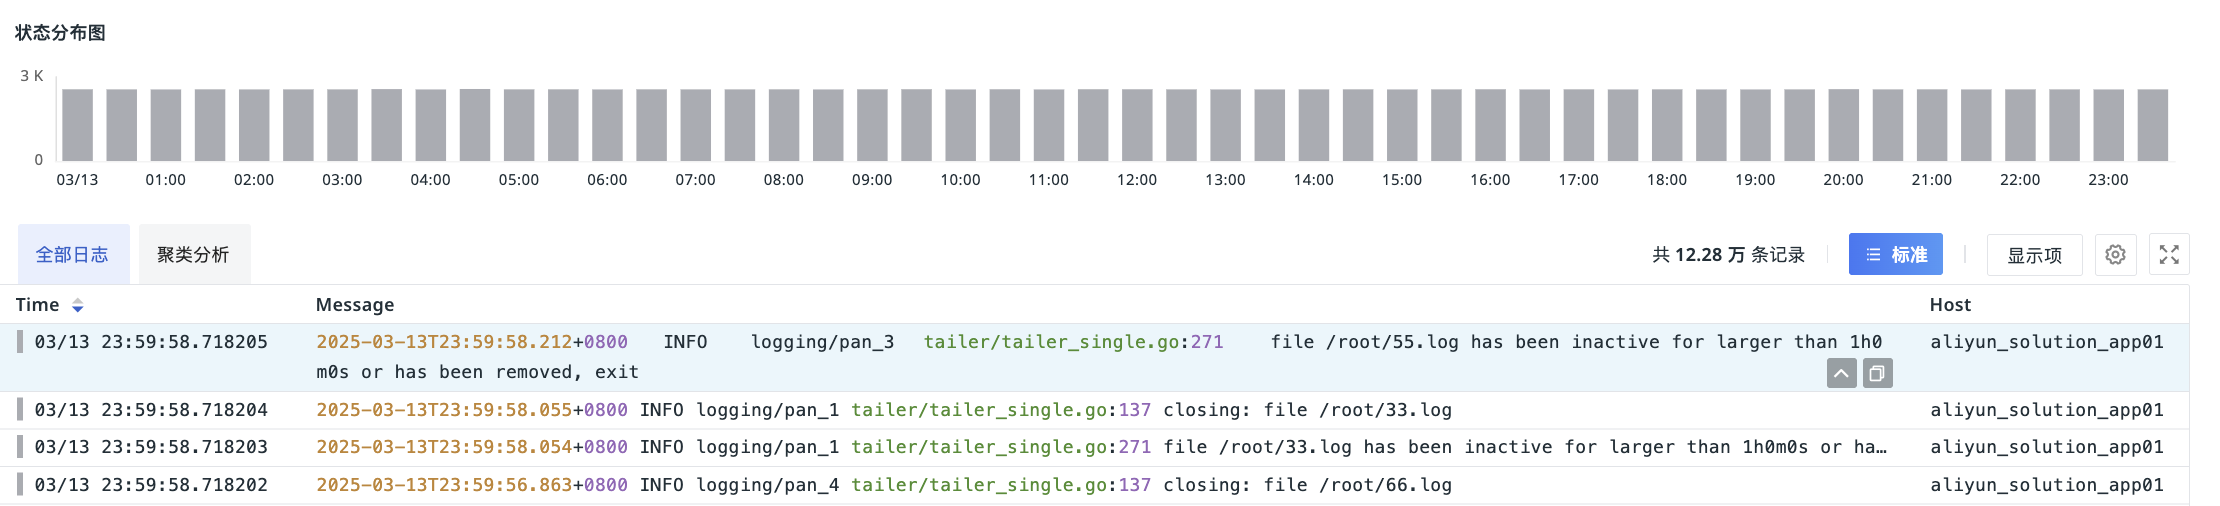 状态分布图
3 K
0
03/13 01:00 02:00 03:00 04:00 05:00 06:00 07:00 08:00 09:00 10:00 11:00 12:00 13:00 14:00 15:00 16:00 17:00 18:00 19:00 20:00 21:00 22:00 23:00
全部日志 聚类分析 共 12.28 万 条记录 标准 显示项
Time Message Host
03/13 23:59:58.718205 2025-03-13T23:59:58.212+0800 INFO logging/pan_3 tailer/tailer_single.go:271 file /root/55.log has been inactive for larger than 1h0 aliyun_solution_app01
m0s or has been removed, exit
03/13 23:59:58.718204 2025-03-13T23:59:58.055+0800 INFO logging/pan_1 tailer/tailer_single.go:137 closing: file /root/33.log aliyun_solution_app01
03/13 23:59:58.718203 2025-03-13T23:59:58.054+0800 INFO logging/pan_1 tailer/tailer_single.go:271 file /root/33.log has been inactive for larger than 1h0m0s or ha… aliyun_solution_app01
03/13 23:59:58.718202 2025-03-13T23:59:56.863+0800 INFO logging/pan_4 tailer/tailer_single.go:137 closing: file /root/66.log aliyun_solution_app01